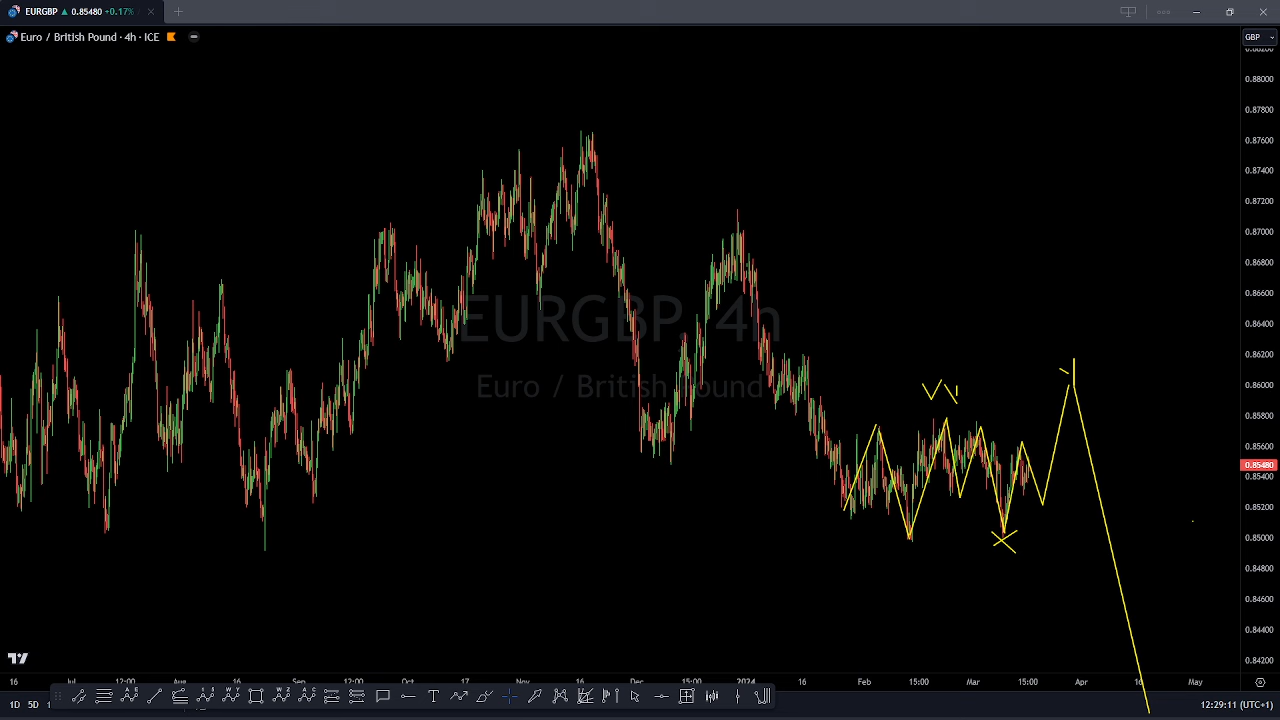 EURGBP ▲ 0.85480 +0.17%
Euro / British Pound · 4h · ICE
GBP
0.88000
0.87800
0.87600
0.87400
0.87200
0.87000
0.86800
0.86600
0.86400
0.86200
0.86000
0.85800
0.85600
0.85480
0.85400
0.85200
0.85000
0.84800
0.84600
0.84400
0.84200
EURGBP, 4h
Euro / British Pound
W
X
16 Jul 12:00 Aug 16 Sep 12:00 Oct 17 Nov 16 Dec 15:00 2024 16 Feb 15:00 Mar 15:00 Apr 16 May
1D 5D
12:29:11 (UTC+1)